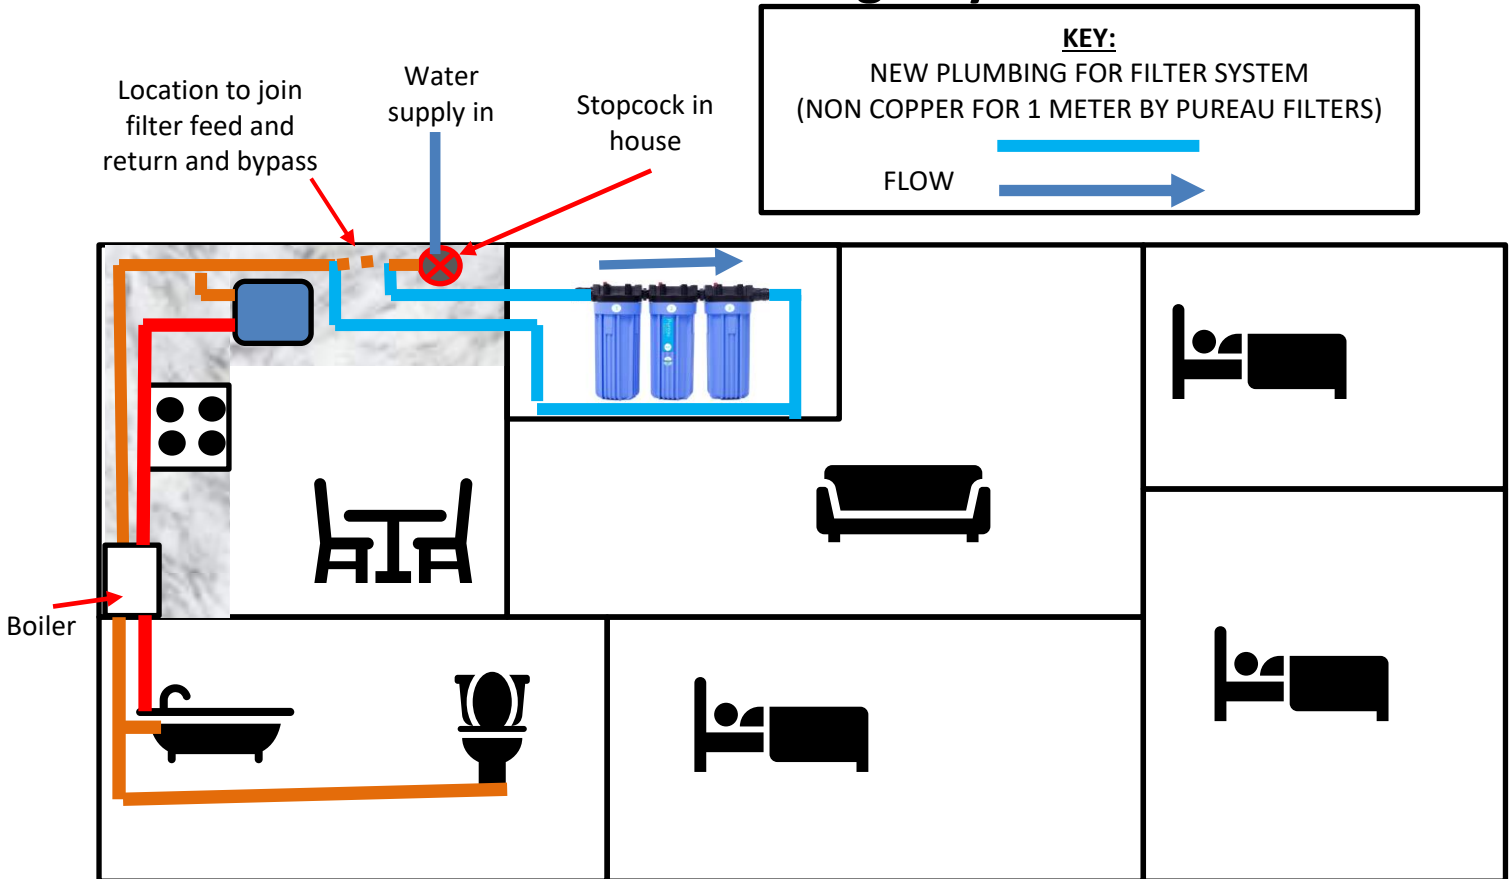 KEY:
NEW PLUMBING FOR FILTER SYSTEM
(NON COPPER FOR 1 METER BY PUREAU FILTERS)
FLOW
Location to join
filter feed and
return and bypass
Water
supply in
Stopcock in
house
Boiler